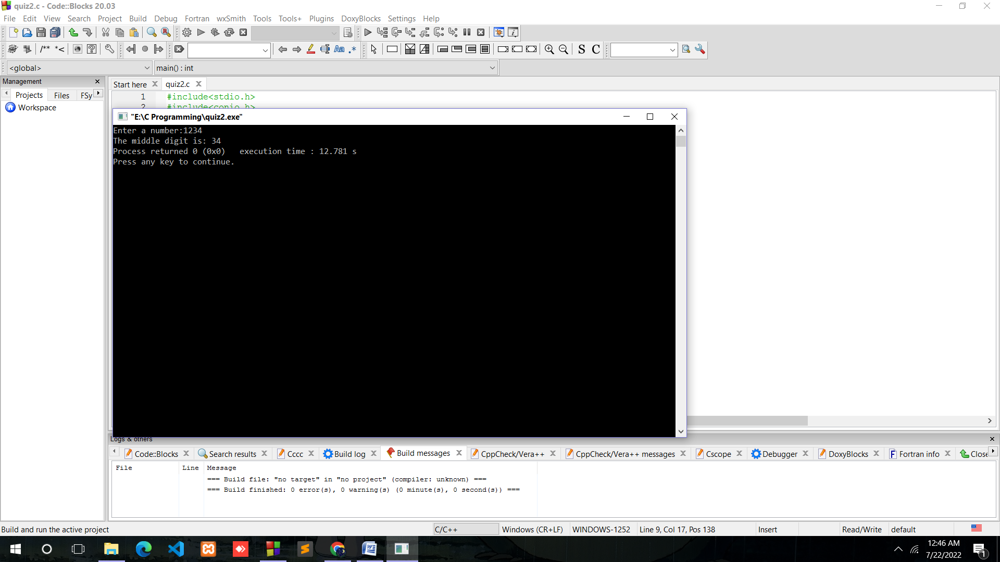 quiz2.c - Code::Blocks 20.03
File Edit View Search Project Build Debug Fortran wxSmith Tools Tools+ Plugins DoxyBlocks Settings Help
/** *< Aa .* S C
<global> main() : int
Management
Start here quiz2.c
Projects Files FSy
1 #include<stdio.h>
Workspace
2 #include<conio.h>
"E:\C Programming\quiz2.exe"
Enter a number:1234
The middle digit is: 34
Process returned 0 (0x0)   execution time : 12.781 s
Press any key to continue.
Logs & others
Code::Blocks Search results Cccc Build log Build messages CppCheck/Vera++ CppCheck/Vera++ messages Cscope Debugger DoxyBlocks Fortran info Close
File Line Message
=== Build file: "no target" in "no project" (compiler: unknown) ===
=== Build finished: 0 error(s), 0 warning(s) (0 minute(s), 0 second(s)) ===
Build and run the active project C/C++ Windows (CR+LF) WINDOWS-1252 Line 9, Col 17, Pos 138 Insert Read/Write default
12:46 AM
7/22/2022
1